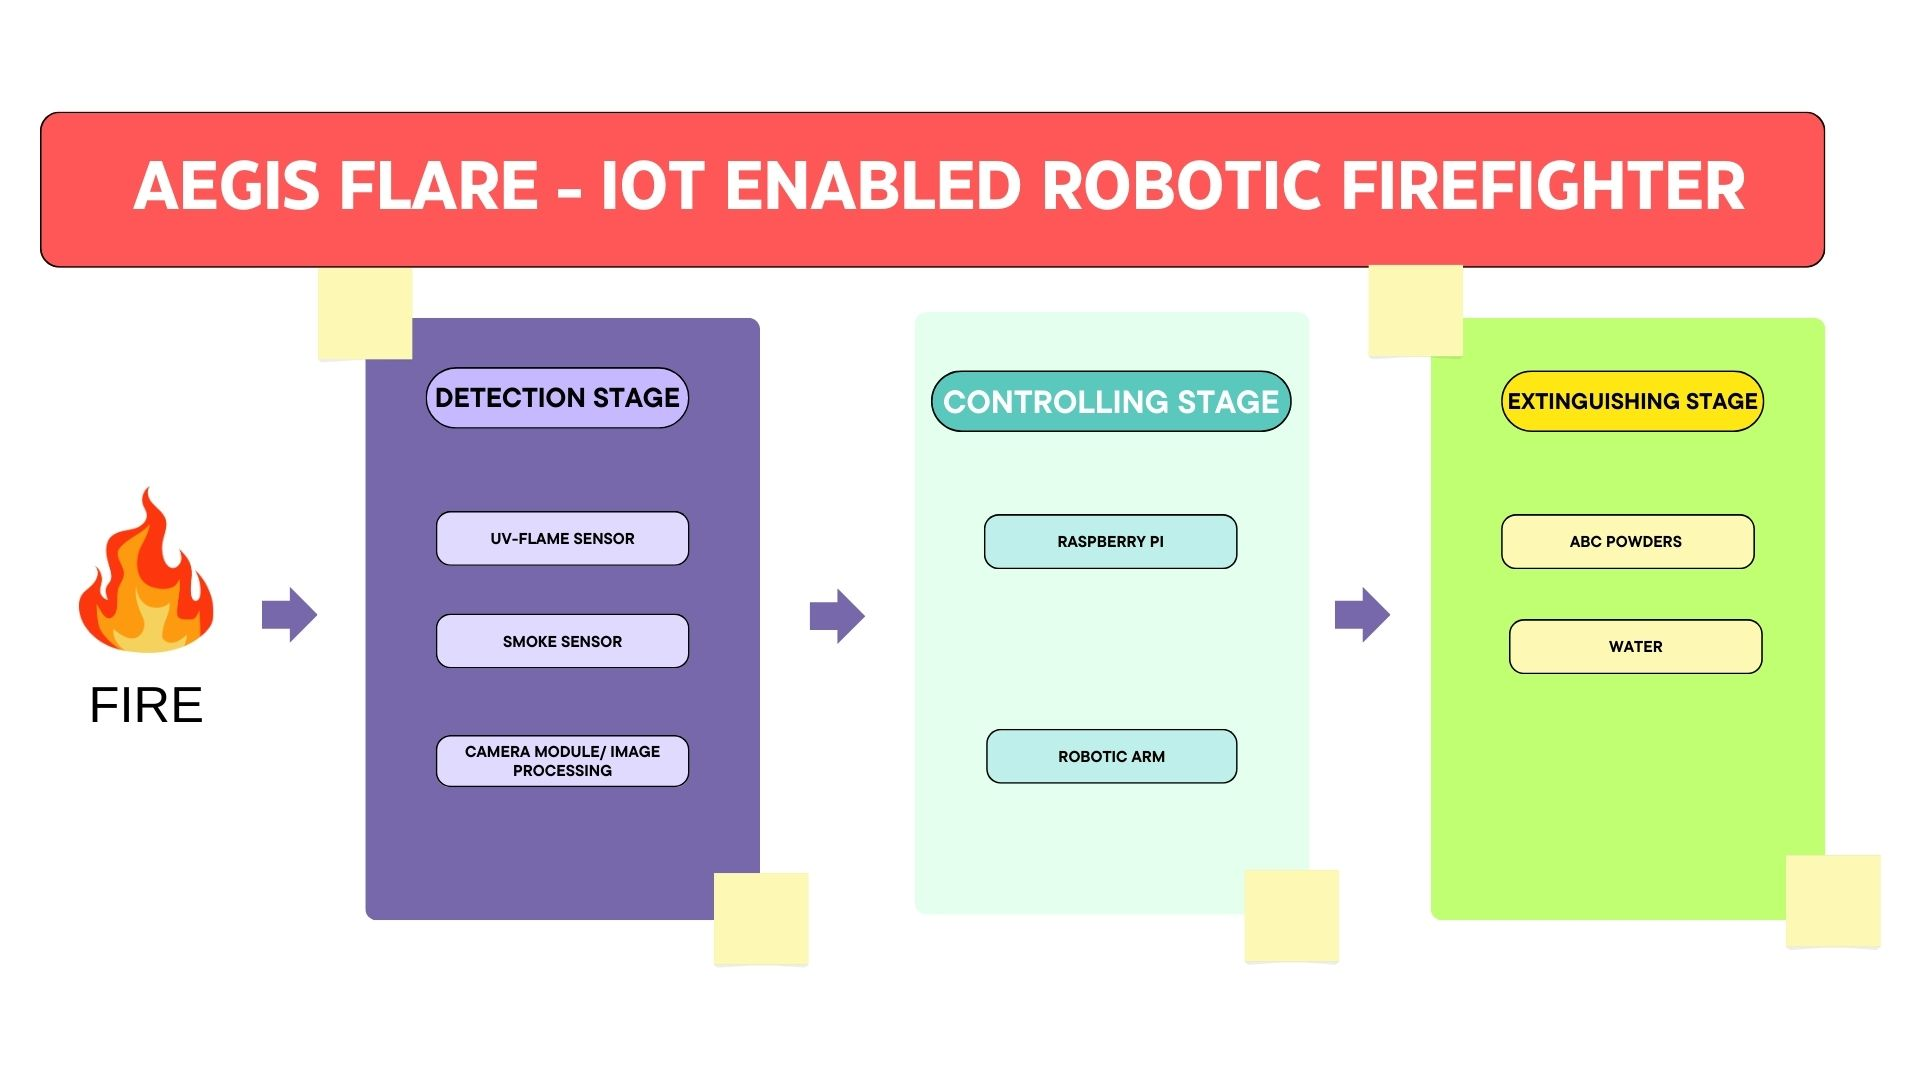 AEGIS FLARE - IOT ENABLED ROBOTIC FIREFIGHTER
FIRE
DETECTION STAGE
UV-FLAME SENSOR
SMOKE SENSOR
CAMERA MODULE/ IMAGE
PROCESSING
CONTROLLING STAGE
RASPBERRY PI
ROBOTIC ARM
EXTINGUISHING STAGE
ABC POWDERS
WATER